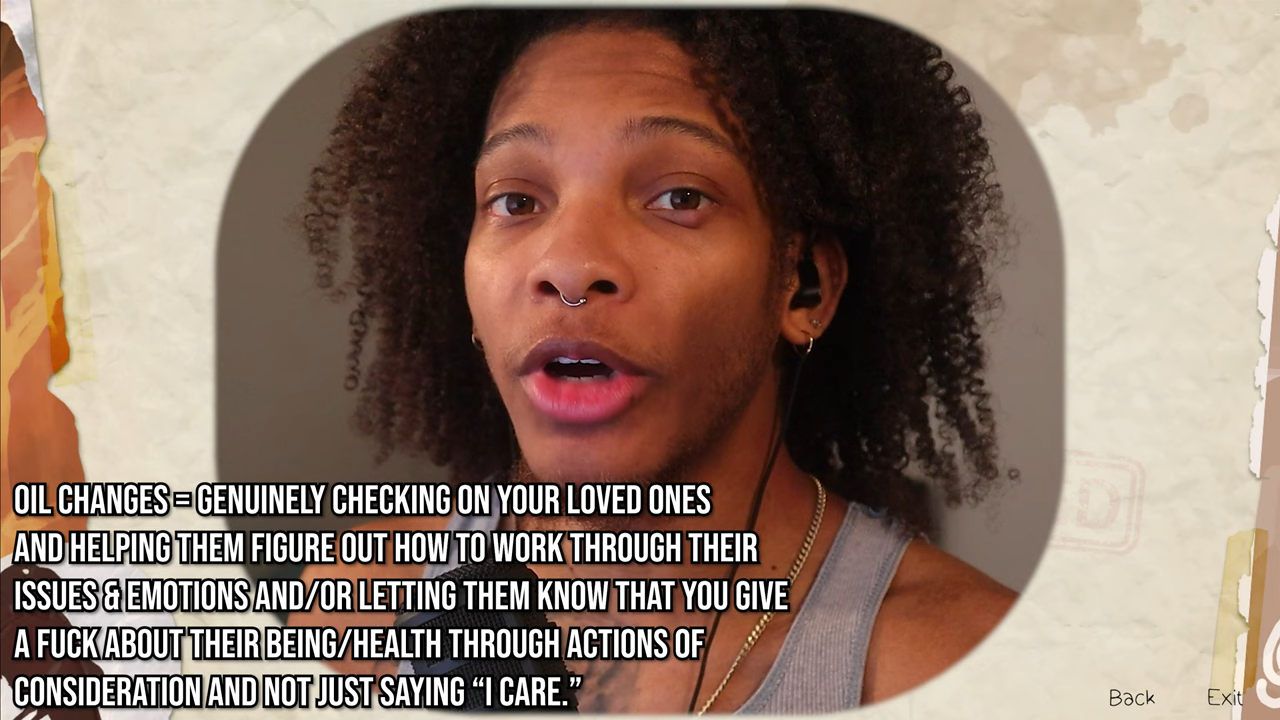 OIL CHANGES = GENUINELY CHECKING ON YOUR LOVED ONES
AND HELPING THEM FIGURE OUT HOW TO WORK THROUGH THEIR
ISSUES & EMOTIONS AND/OR LETTING THEM KNOW THAT YOU GIVE
A FUCK ABOUT THEIR BEING/HEALTH THROUGH ACTIONS OF
CONSIDERATION AND NOT JUST SAYING “I CARE.”
Back Exit